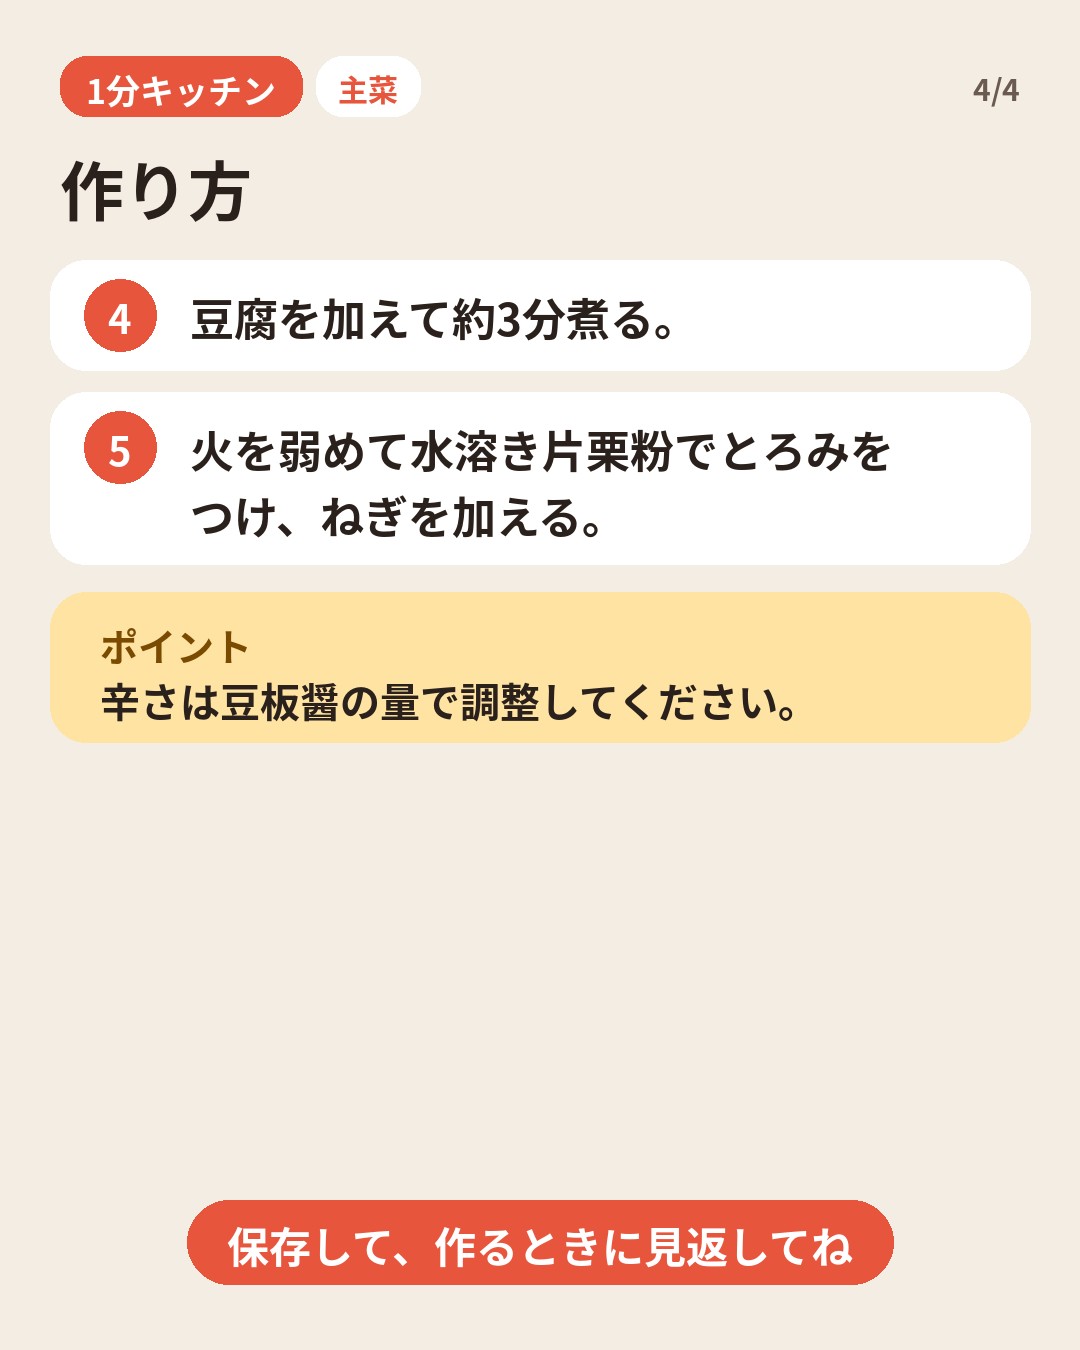 1分キッチン 主菜 4/4
作り方
4 豆腐を加えて約3分煮る。
5 火を弱めて水溶き片栗粉でとろみを
つけ、ねぎを加える。
ポイント
辛さは豆板醤の量で調整してください。
保存して、作るときに見返してね